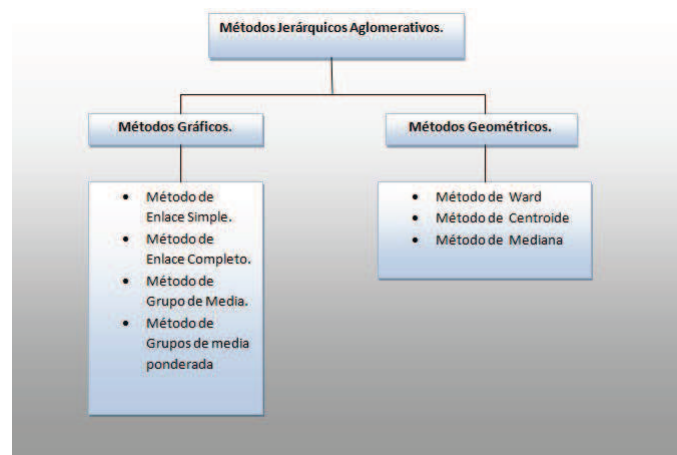 Métodos Jerárquicos Aglomerativos.
Métodos Gráficos.
Métodos Geométricos.
• Método de
Enlace Simple.
• Método de
Enlace Completo.
• Método de
Grupo de Media.
• Método de
Grupos de media
ponderada
• Método de Ward
• Método de Centroide
• Método de Mediana